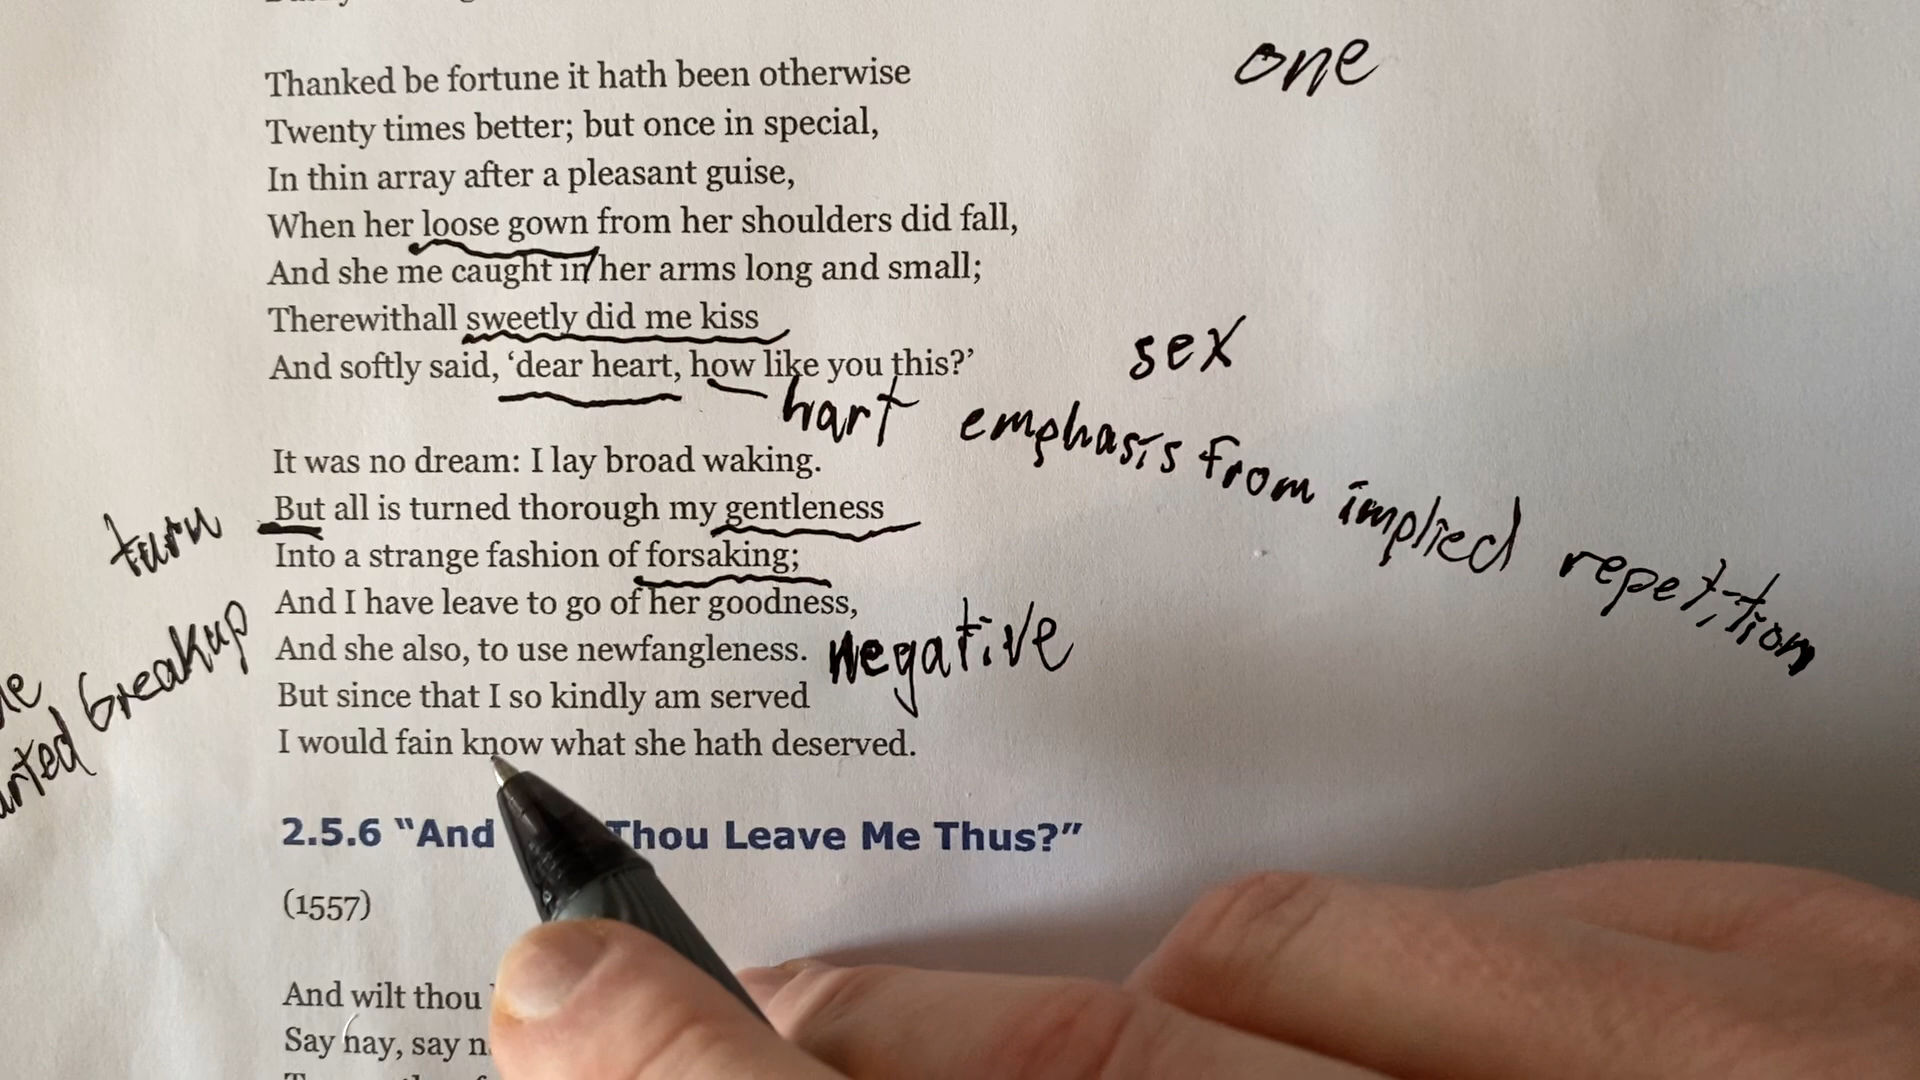 one
Thanked be fortune it hath been otherwise
Twenty times better; but once in special,
In thin array after a pleasant guise,
When her loose gown from her shoulders did fall,
And she me caught in her arms long and small;
Therewithall sweetly did me kiss
sex
And softly said, ‘dear heart, how like you this?’
hart emphasis from implied repetition
It was no dream: I lay broad waking.
turn
But all is turned thorough my gentleness
Into a strange fashion of forsaking;
And I have leave to go of her goodness,
breakup
And she also, to use newfangleness.
negative
But since that I so kindly am served
I would fain know what she hath deserved.
2.5.6 “And Thou Leave Me Thus?”
(1557)
And wilt thou
Say nay, say